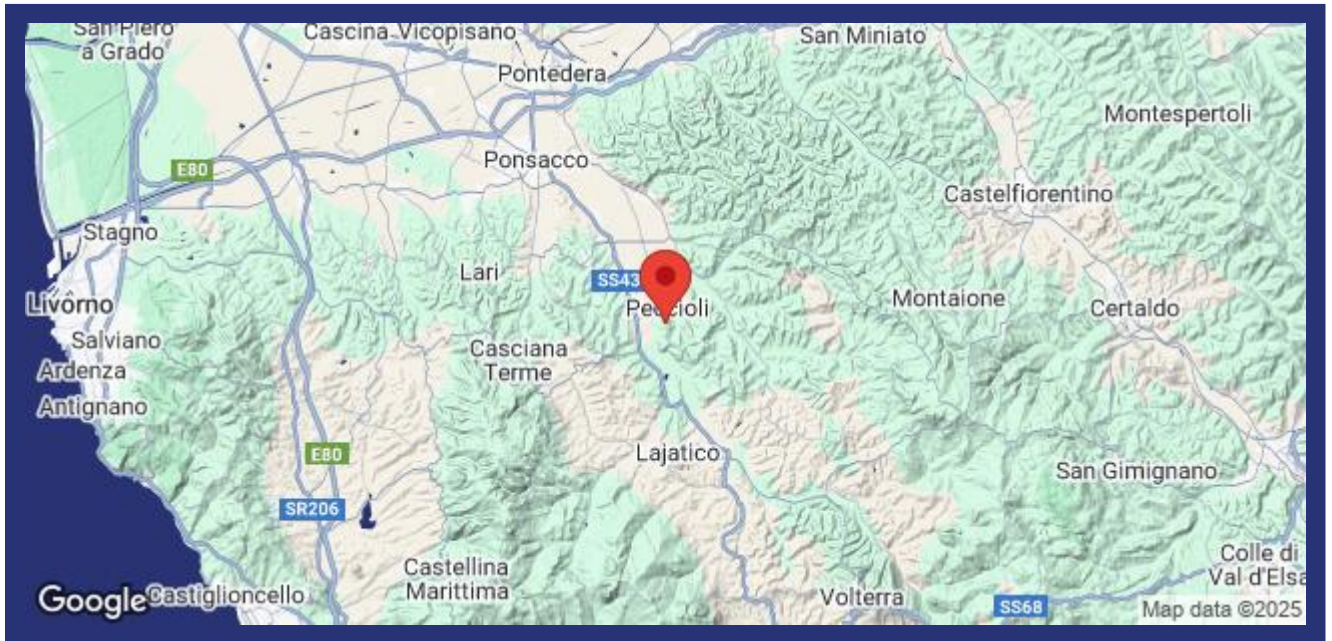 San Piero
a Grado
Cascina
Vicopisano
San Miniato
Pontedera
Montespertoli
Ponsacco
E80
Castelfiorentino
Stagno
Lari
SS43
Livorno
Peccioli
Montaione
Certaldo
Salviano
Casciana
Terme
Ardenza
Antignano
E80
Lajatico
San Gimignano
SR206
Castellina
Marittima
Colle di
Val d'Elsa
Google
Castiglioncello
Volterra
SS68
Map data ©2025